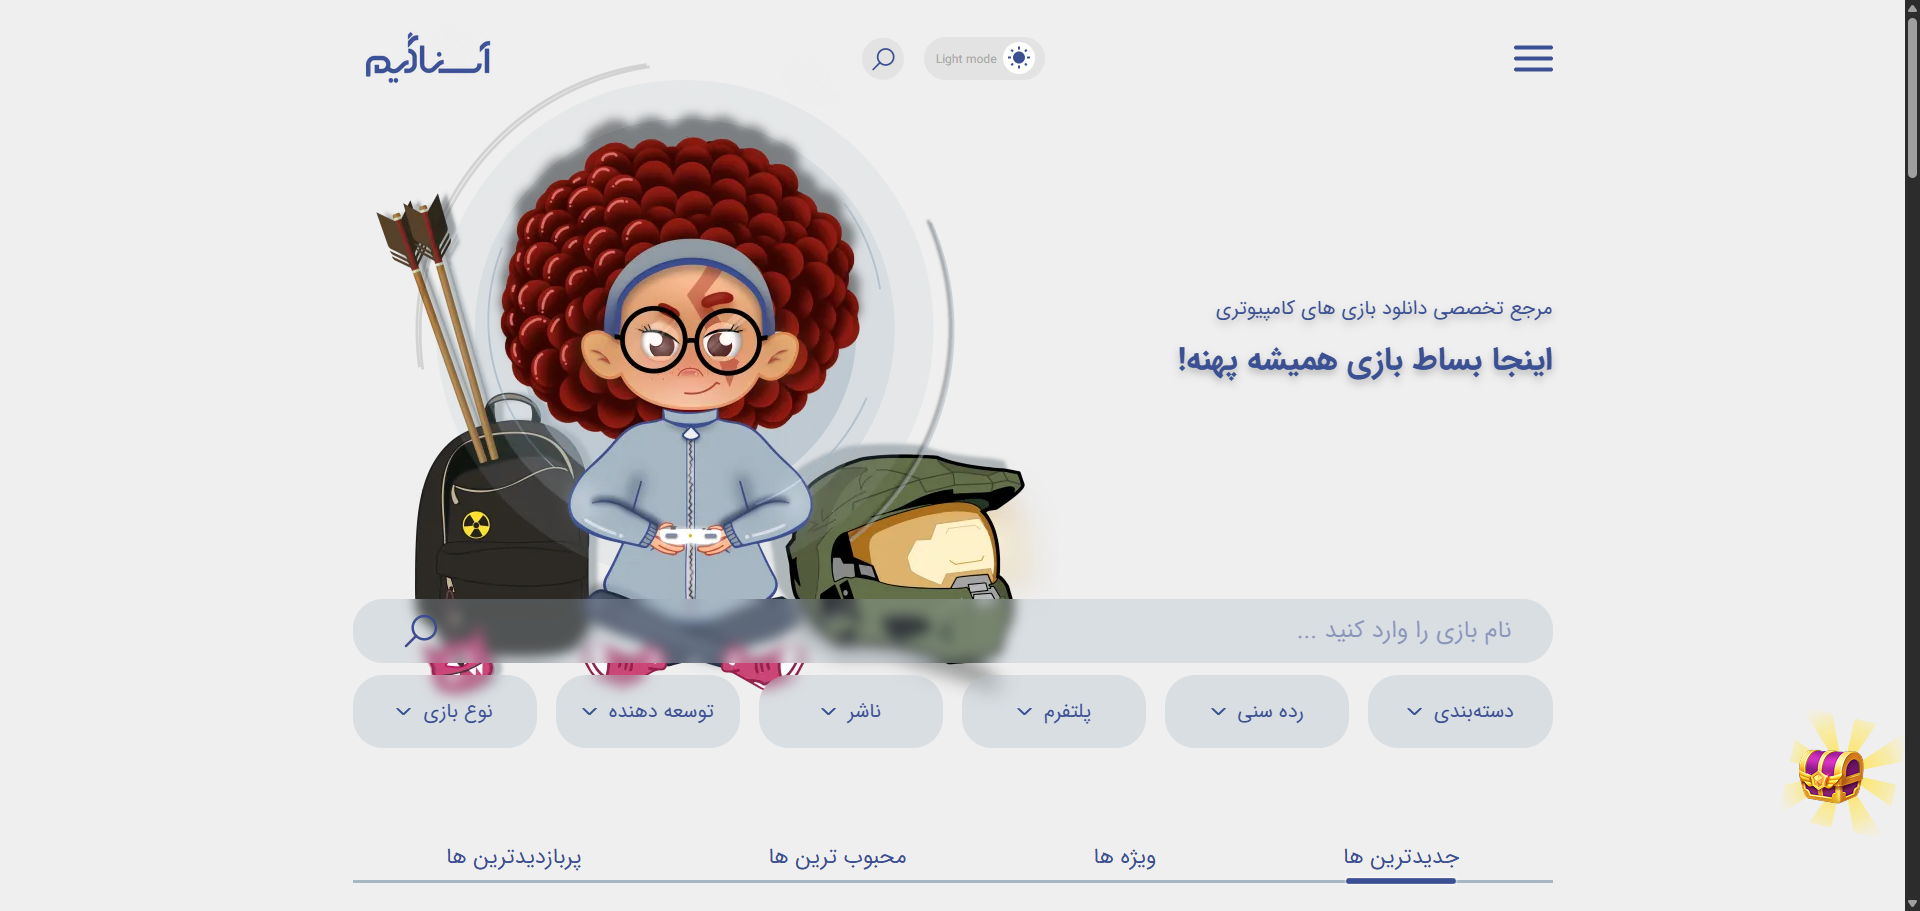 آسناگیم
Light mode
مرجع تخصصی دانلود بازی های کامپیوتری
اینجا بساط بازی همیشه پهنه!
نام بازی را وارد کنید ...
دسته‌بندی
رده سنی
پلتفرم
ناشر
توسعه دهنده
نوع بازی
جدیدترین ها
ویژه ها
محبوب ترین ها
پربازدیدترین ها